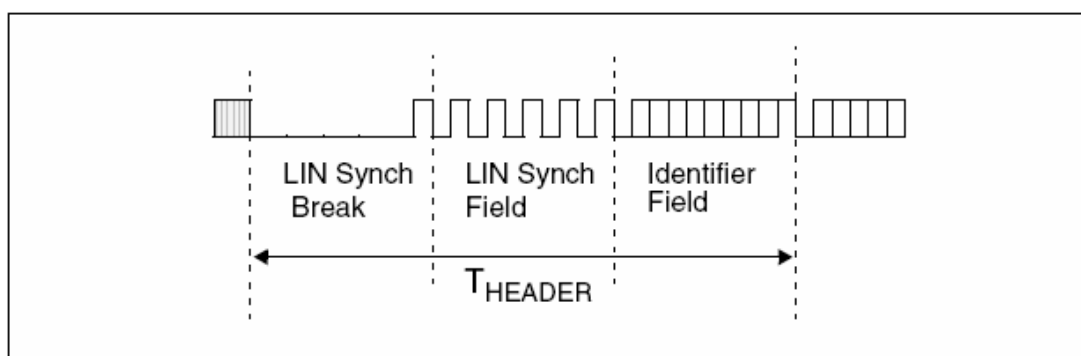 LIN Synch
Break
LIN Synch
Field
Identifier
Field
THEADER